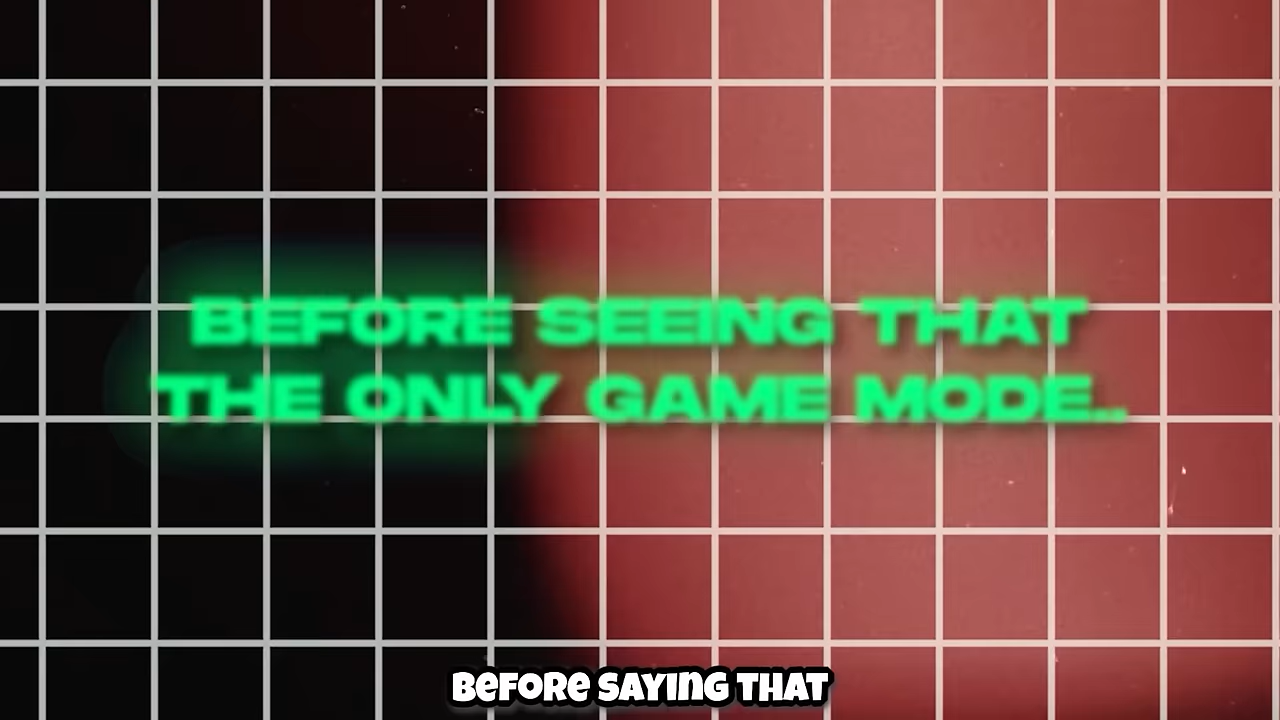 BEFORE SEEING THAT
THE ONLY GAME MODE..
BEFORE SAYING THAT